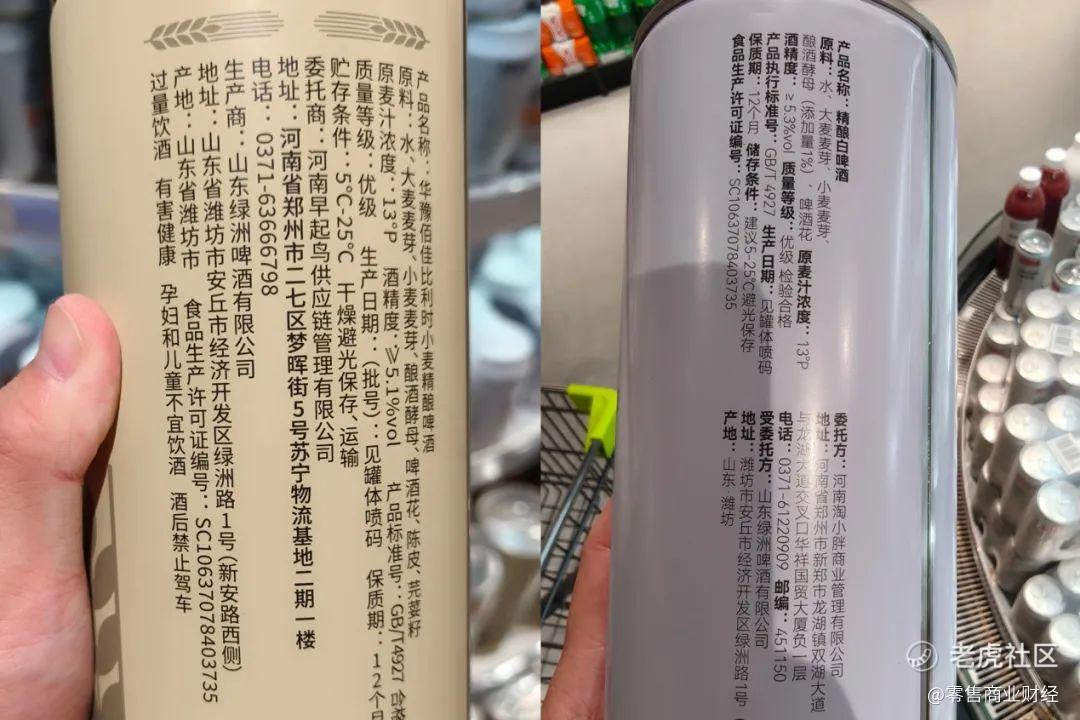 产品名称：华豫佰佳比利时小麦精酿啤酒
原料：水、大麦麦芽、小麦麦芽、酿酒酵母、啤酒花、陈皮、芫荽籽
原麦汁浓度：13°P 酒精度：≥5.1%vol 产品标准号：GB/T4927
质量等级：优级 生产日期：（批号）：见罐体喷码 保质期：12个月
贮存条件：5℃-25℃ 干燥避光保存、运输
委托商：河南早起鸟供应链管理有限公司
地址：河南省郑州市二七区梦晖街5号苏宁物流基地二期一楼
电话：0371-63666798
生产商：山东绿洲啤酒有限公司
地址：山东省潍坊市安丘市经济开发区绿洲路1号(新安路西侧)
产地：山东省潍坊市 食品生产许可证编号：SC10637078403735
过量饮酒 有害健康 孕妇和儿童不宜饮酒 酒后禁止驾车
产品名称：精酿白啤酒
原料：水、大麦麦芽、小麦麦芽、
酿酒酵母（添加量1%）、啤酒花 原麦汁浓度：13°P
酒精度：≥5.3%vol 质量等级：优级 检验合格
产品执行标准号：GB/T 4927 生产日期：见罐体喷码
保质期：12个月 储存条件：建议5-25℃避光保存
食品生产许可证编号：SC10637078403735
委托方：河南淘小胖商业管理有限公司
地址：河南省郑州市新郑市龙湖镇双湖大道
与龙湖大道交叉口华祥国贸大厦负一层
电话：0371-61220909 邮编：451150
受委托方：山东绿洲啤酒有限公司
地址：潍坊市安丘市经济开发区绿洲路1号
产地：山东·潍坊
老虎社区
@零售商业财经